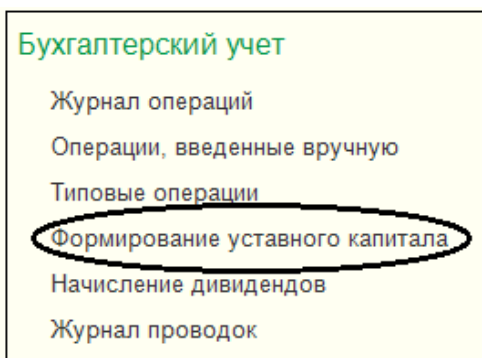 Бухгалтерский учет
Журнал операций
Операции, введенные вручную
Типовые операции
Формирование уставного капитала
Начисление дивидендов
Журнал проводок